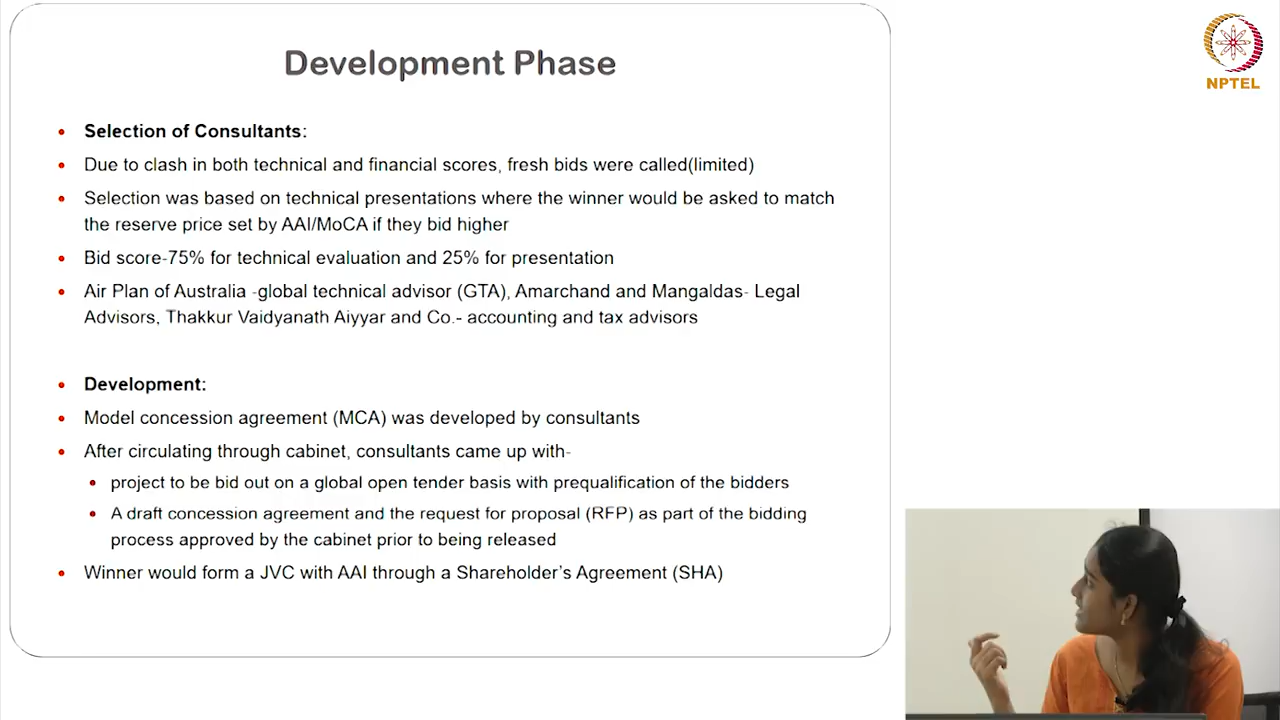 Development Phase
NPTEL
• Selection of Consultants:
• Due to clash in both technical and financial scores, fresh bids were called(limited)
• Selection was based on technical presentations where the winner would be asked to match
the reserve price set by AAI/MoCA if they bid higher
• Bid score-75% for technical evaluation and 25% for presentation
• Air Plan of Australia -global technical advisor (GTA), Amarchand and Mangaldas- Legal
Advisors, Thakkur Vaidyanath Aiyyar and Co.- accounting and tax advisors
• Development:
• Model concession agreement (MCA) was developed by consultants
• After circulating through cabinet, consultants came up with-
• project to be bid out on a global open tender basis with prequalification of the bidders
• A draft concession agreement and the request for proposal (RFP) as part of the bidding
process approved by the cabinet prior to being released
• Winner would form a JVC with AAI through a Shareholder's Agreement (SHA)